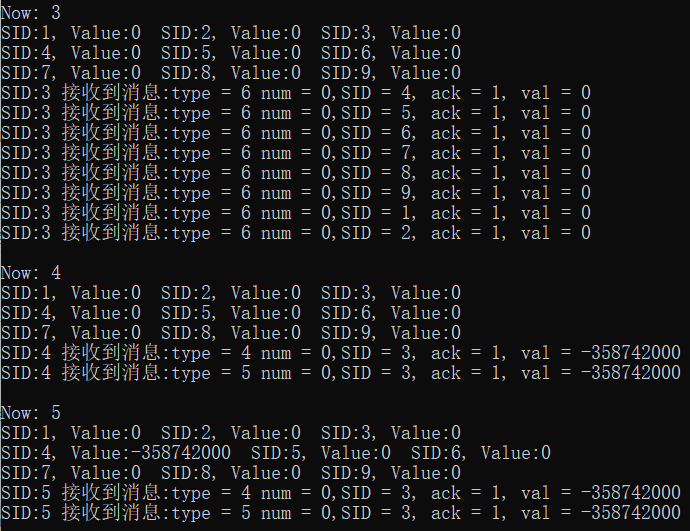 Now: 3
SID:1, Value:0  SID:2, Value:0  SID:3, Value:0
SID:4, Value:0  SID:5, Value:0  SID:6, Value:0
SID:7, Value:0  SID:8, Value:0  SID:9, Value:0
SID:3 接收到消息:type = 6 num = 0,SID = 4, ack = 1, val = 0
SID:3 接收到消息:type = 6 num = 0,SID = 5, ack = 1, val = 0
SID:3 接收到消息:type = 6 num = 0,SID = 6, ack = 1, val = 0
SID:3 接收到消息:type = 6 num = 0,SID = 7, ack = 1, val = 0
SID:3 接收到消息:type = 6 num = 0,SID = 8, ack = 1, val = 0
SID:3 接收到消息:type = 6 num = 0,SID = 9, ack = 1, val = 0
SID:3 接收到消息:type = 6 num = 0,SID = 1, ack = 1, val = 0
SID:3 接收到消息:type = 6 num = 0,SID = 2, ack = 1, val = 0
Now: 4
SID:1, Value:0  SID:2, Value:0  SID:3, Value:0
SID:4, Value:0  SID:5, Value:0  SID:6, Value:0
SID:7, Value:0  SID:8, Value:0  SID:9, Value:0
SID:4 接收到消息:type = 4 num = 0,SID = 3, ack = 1, val = -358742000
SID:4 接收到消息:type = 5 num = 0,SID = 3, ack = 1, val = -358742000
Now: 5
SID:1, Value:0  SID:2, Value:0  SID:3, Value:0
SID:4, Value:-358742000  SID:5, Value:0  SID:6, Value:0
SID:7, Value:0  SID:8, Value:0  SID:9, Value:0
SID:5 接收到消息:type = 4 num = 0,SID = 3, ack = 1, val = -358742000
SID:5 接收到消息:type = 5 num = 0,SID = 3, ack = 1, val = -358742000